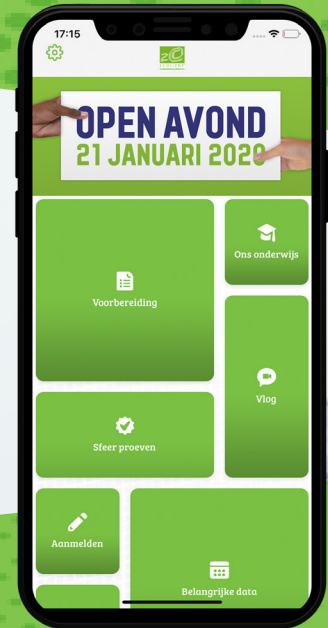 17:15
OPEN AVOND
21 JANUARI 2020
Voorbereiding
Ons onderwijs
Vlog
Sfeer proeven
Aanmelden
Belangrijke data